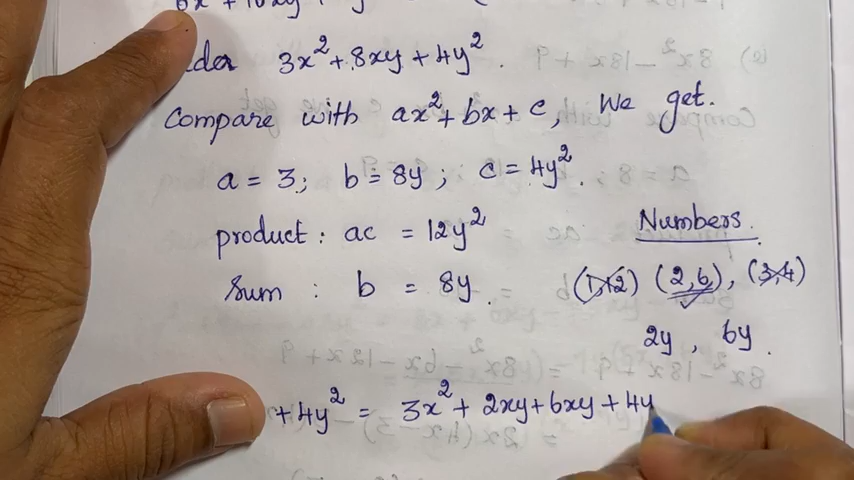 3x² + 8xy + 4y².
Compare with ax² + bx + c, We get.
a = 3; b = 8y; c = 4y².
product : ac = 12y²
Numbers.
Sum : b = 8y.
(1,12) (2,6), (3,4)
2y, 6y.
+ 4y² = 3x² + 2xy + 6xy + 4y